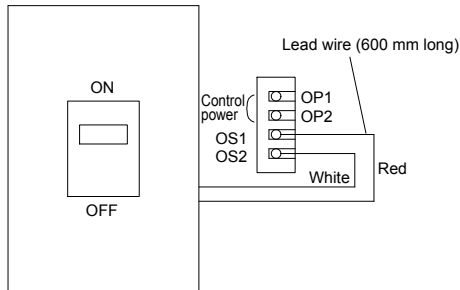 Lead wire (600 mm long)
ON
Control
power
OP1
OP2
OS1
OS2
White
Red
OFF